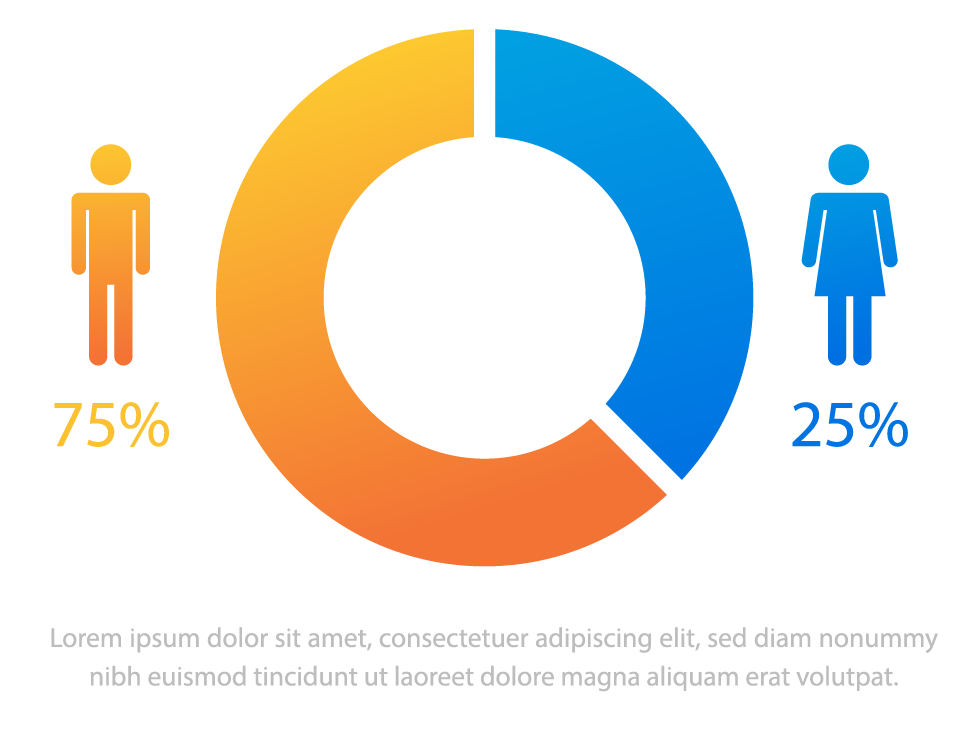 75%
25%
Lorem ipsum dolor sit amet, consectetuer adipiscing elit, sed diam nonummy
nibh euismod tincidunt ut laoreet dolore magna aliquam erat volutpat.